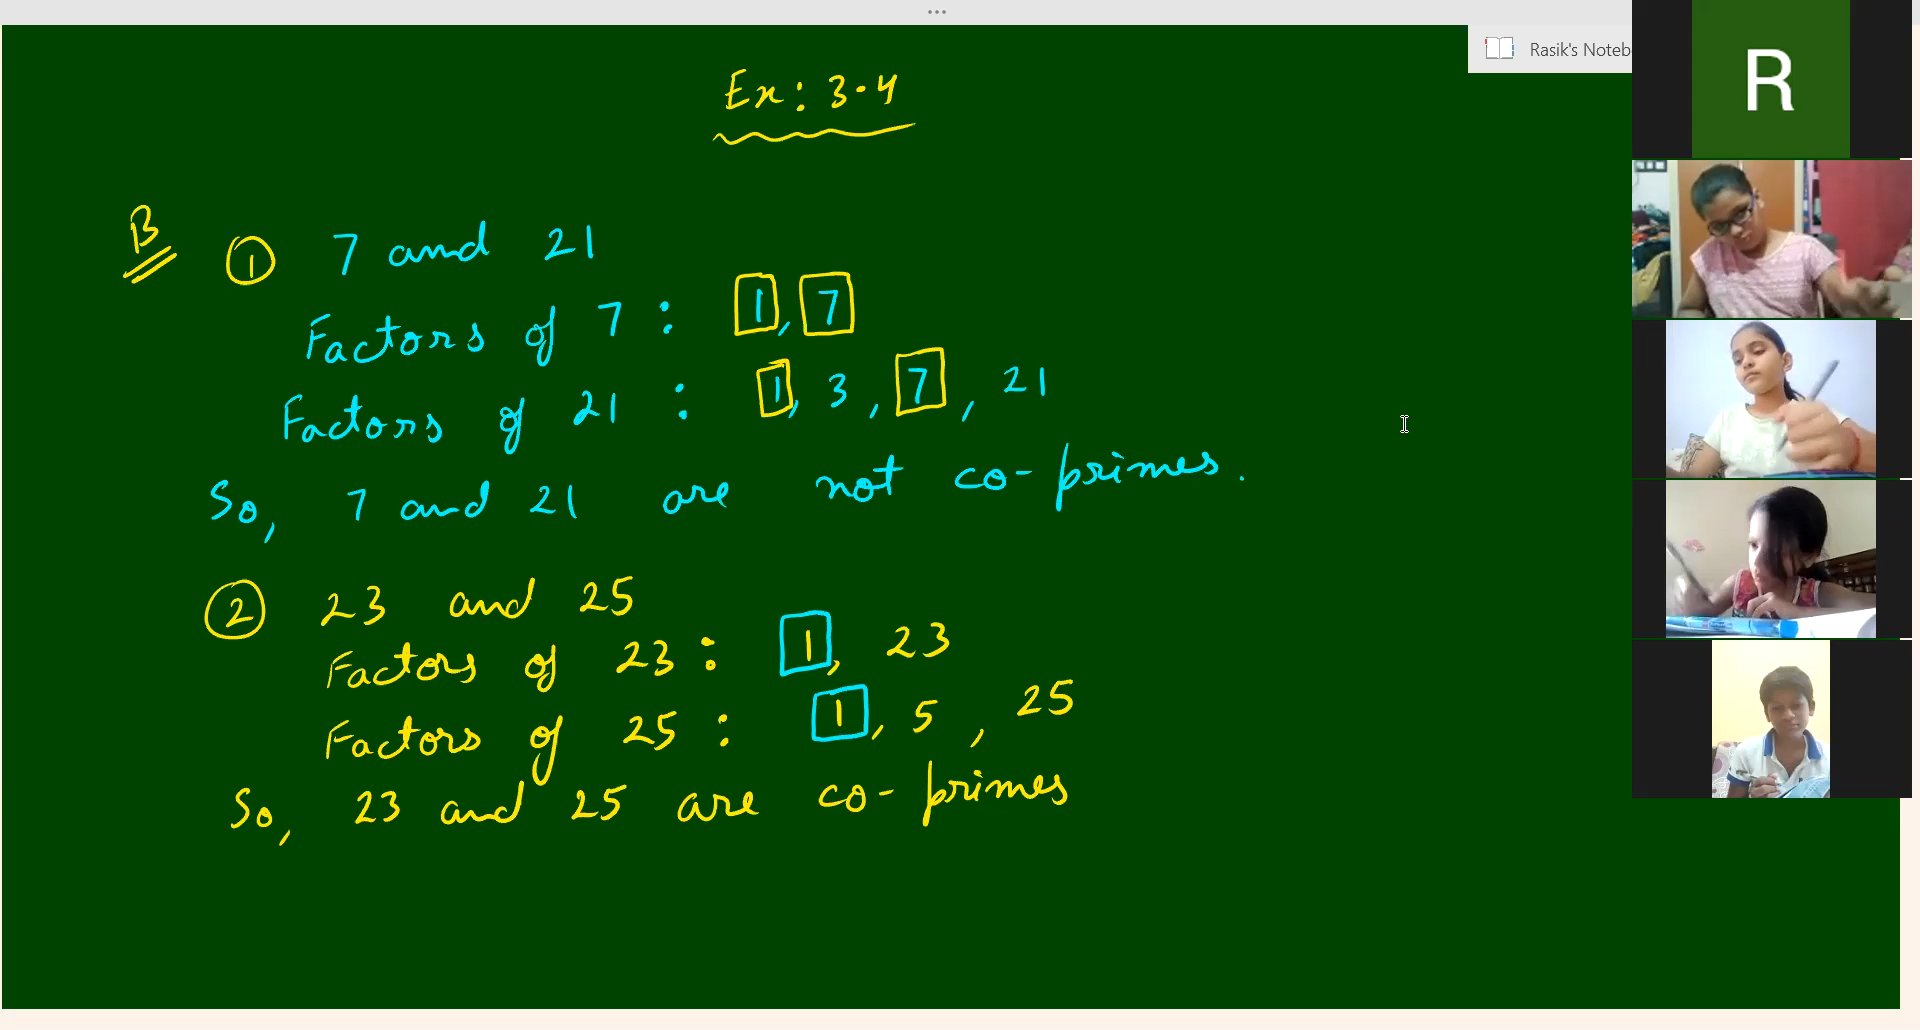 ...
Rasik's Noteb
R
Ex: 3.4
B
① 7 and 21
Factors of 7 : 1, 7
Factors of 21 : 1, 3, 7, 21
So, 7 and 21 are not co-primes.
② 23 and 25
Factors of 23 : 1, 23
Factors of 25 : 1, 5, 25
So, 23 and 25 are co-primes